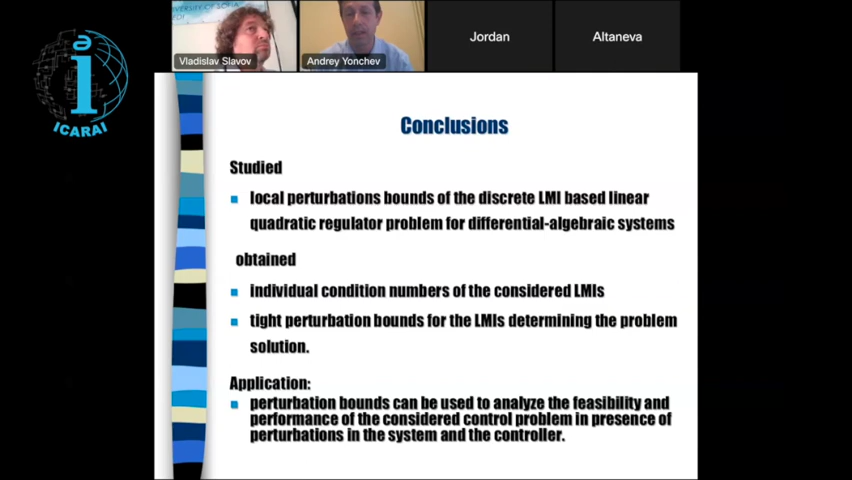 VERSITY OF SOFIA
Vladislav Slavov
Andrey Yonchev
Jordan
Altaneva
ICARAI
Conclusions
Studied
local perturbations bounds of the discrete LMI based linear
quadratic regulator problem for differential-algebraic systems
obtained
individual condition numbers of the considered LMIs
tight perturbation bounds for the LMIs determining the problem
solution.
Application:
perturbation bounds can be used to analyze the feasibility and
performance of the considered control problem in presence of
perturbations in the system and the controller.